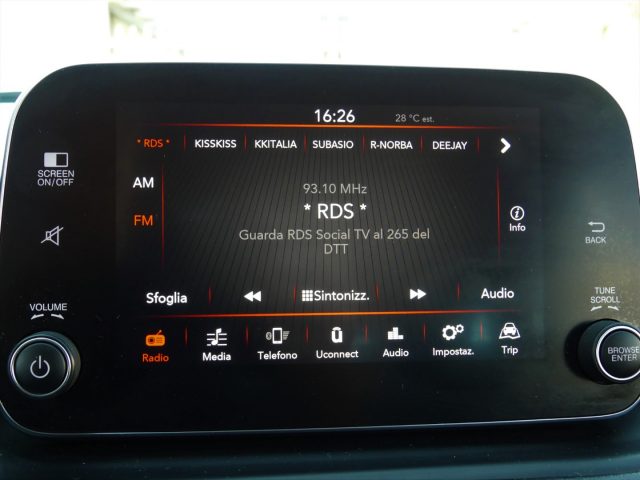 16:26
28 °C est.
* RDS *
KISSKISS
KKITALIA
SUBASIO
R-NORBA
DEEJAY
SCREEN
ON/OFF
AM
FM
93.10 MHz
* RDS *
Guarda RDS Social TV al 265 del
DTT
Info
BACK
VOLUME
TUNE
SCROLL
Sfoglia
Sintonizz.
Audio
Radio
Media
Telefono
Uconnect
Audio
Impostaz.
Trip
BROWSE
ENTER